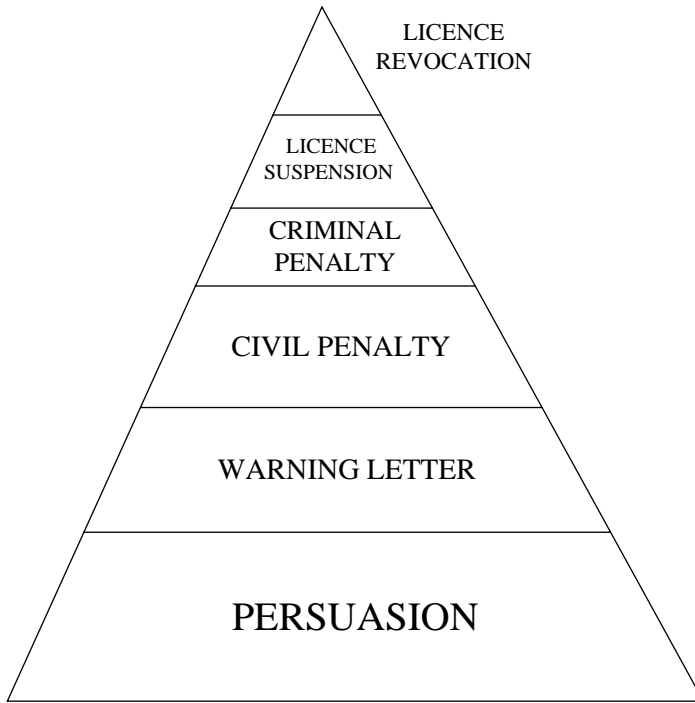 LICENCE
REVOCATION
LICENCE
SUSPENSION
CRIMINAL
PENALTY
CIVIL PENALTY
WARNING LETTER
PERSUASION